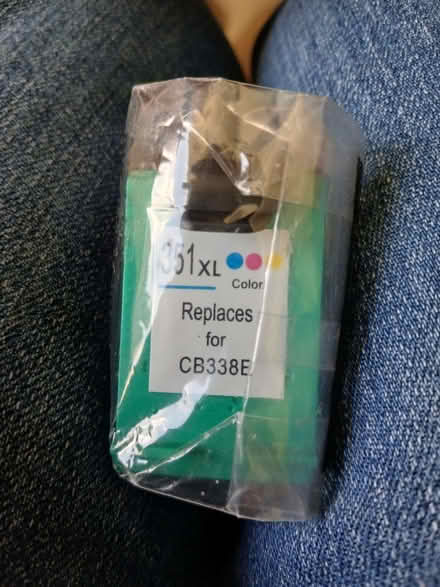 351XL
Color
Replaces
for
CB338E